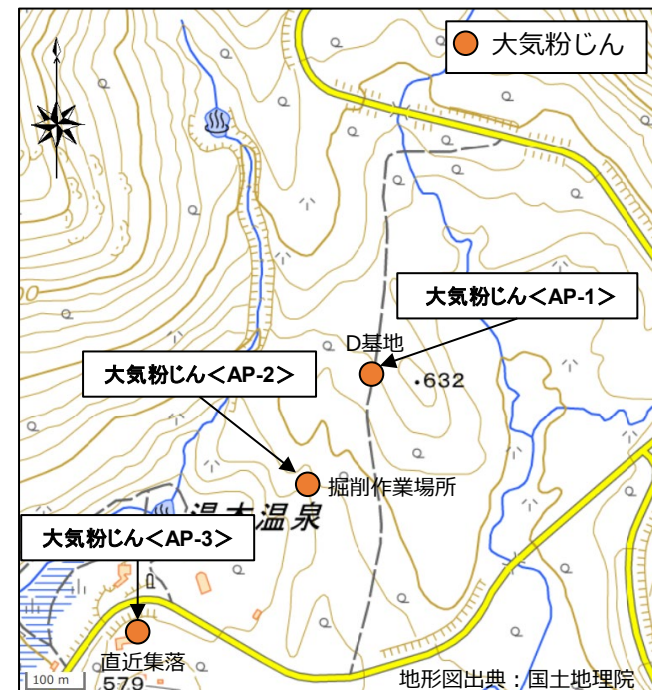 大気粉じん
大気粉じん<AP-1>
D基地
・632
大気粉じん<AP-2>
掘削作業場所
湯本温泉
大気粉じん<AP-3>
直近集落
579
100 m
地形図出典：国土地理院